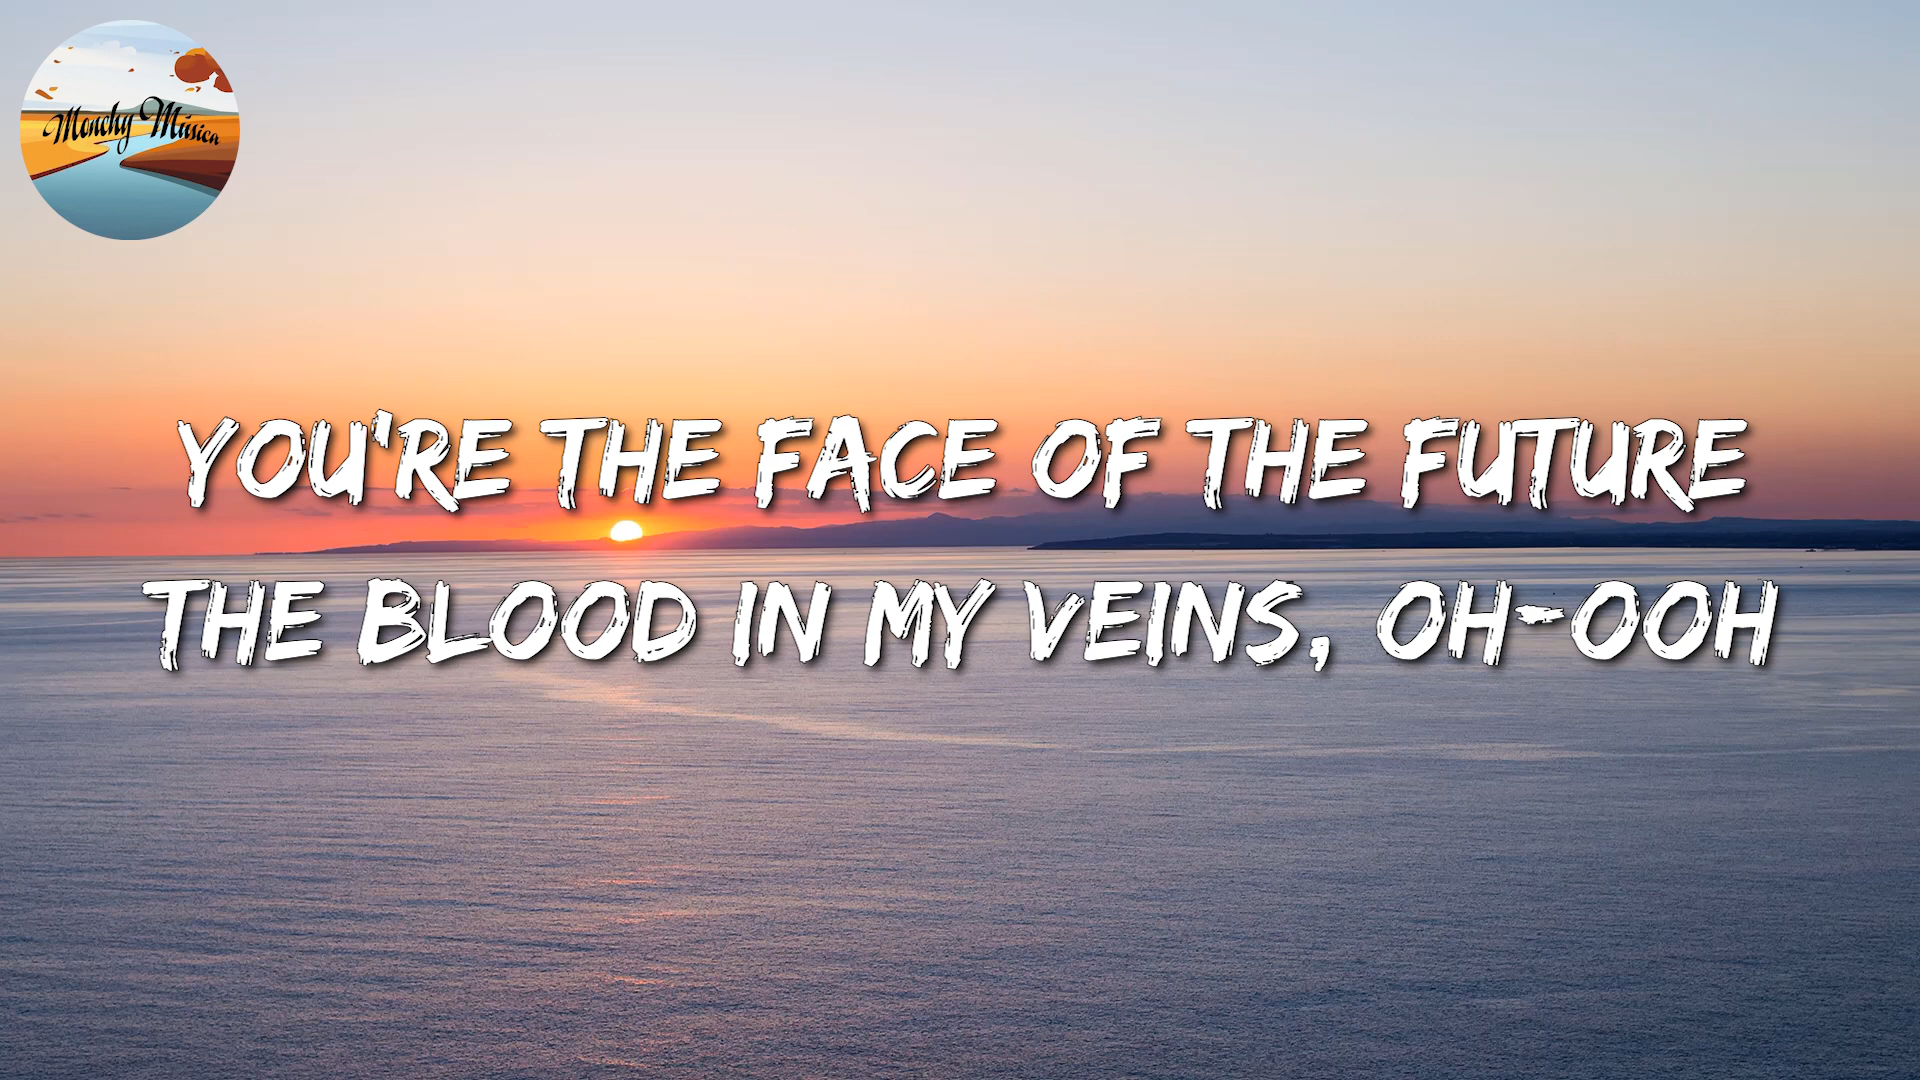 Monchy Música
YOU'RE THE FACE OF THE FUTURE
THE BLOOD IN MY VEINS, OH-OOH